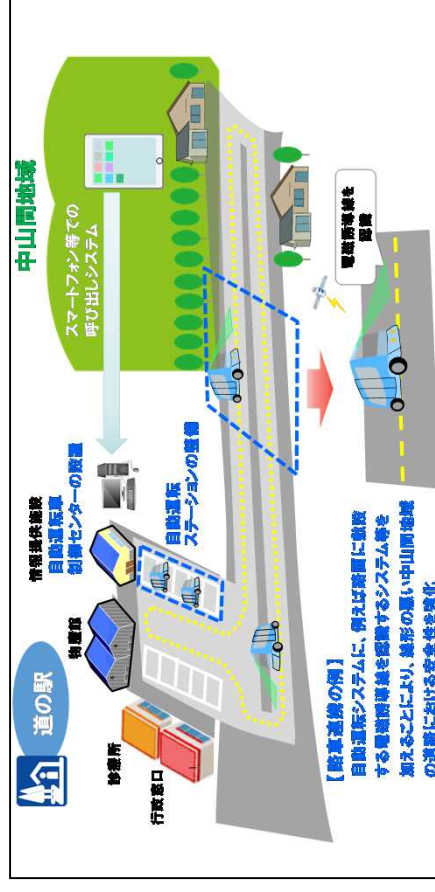 道の駅
中山間地域
スマートフォン等での
呼び出しシステム
情報提供施設
自動運転車
制御センターの設置
物産館
診療所
行政窓口
自動運転
ステーションの整備
電磁誘導線を
認識
【路車連携の例】
自動運転システムに、例えば路面に敷設
する電磁誘導線を認識するシステム等を
加えることにより、線形の悪い中山間地域
の道路における安全性を強化